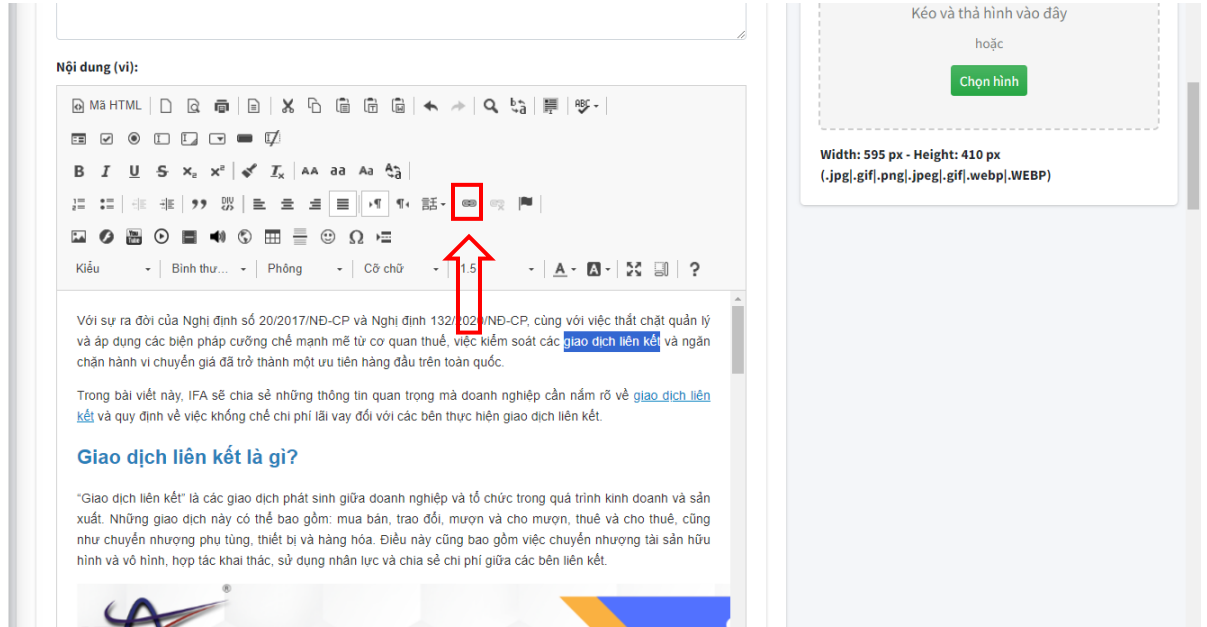 Kéo và thả hình vào đây
hoặc
Chọn hình
Width: 595 px - Height: 410 px
(.jpg|.gif|.png|.jpeg|.gif|.webp|.WEBP)
Nội dung (vi):
Mã HTML
ABC
B I U S x₂ x² Tx AA aa Aa
DIV
話
You Tube
Ω
Kiểu Bình thư... Phông Cỡ chữ 1.5 A A ?
Với sự ra đời của Nghị định số 20/2017/NĐ-CP và Nghị định 132/2020/NĐ-CP, cùng với việc thắt chặt quản lý
và áp dụng các biện pháp cưỡng chế mạnh mẽ từ cơ quan thuế, việc kiểm soát các giao dịch liên kết và ngăn
chặn hành vi chuyển giá đã trở thành một ưu tiên hàng đầu trên toàn quốc.
Trong bài viết này, IFA sẽ chia sẻ những thông tin quan trọng mà doanh nghiệp cần nắm rõ về giao dịch liên
kết và quy định về việc khống chế chi phí lãi vay đối với các bên thực hiện giao dịch liên kết.
Giao dịch liên kết là gì?
“Giao dịch liên kết” là các giao dịch phát sinh giữa doanh nghiệp và tổ chức trong quá trình kinh doanh và sản
xuất. Những giao dịch này có thể bao gồm: mua bán, trao đổi, mượn và cho mượn, thuê và cho thuê, cũng
như chuyển nhượng phụ tùng, thiết bị và hàng hóa. Điều này cũng bao gồm việc chuyển nhượng tài sản hữu
hình và vô hình, hợp tác khai thác, sử dụng nhân lực và chia sẻ chi phí giữa các bên liên kết.
®